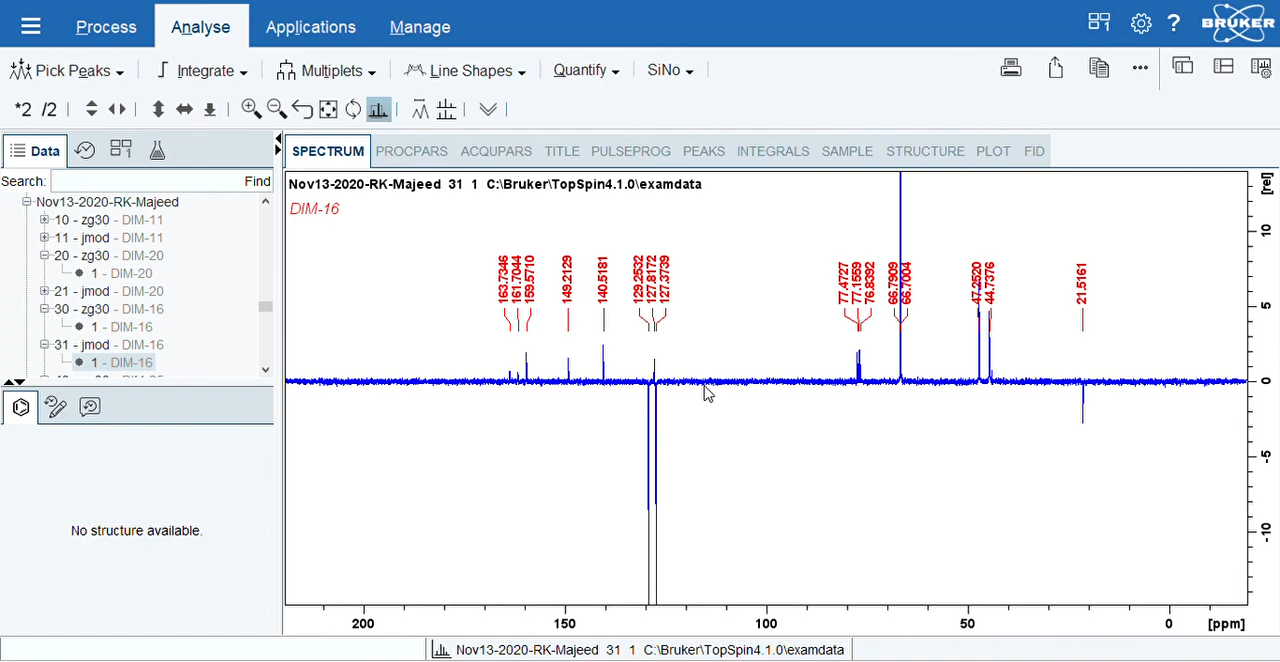 Process Analyse Applications Manage ? BRUKER
Pick Peaks Integrate Multiplets Line Shapes Quantify SiNo
*2 /2
Data SPECTRUM PROCPARS ACQUPARS TITLE PULSEPROG PEAKS INTEGRALS SAMPLE STRUCTURE PLOT FID
Search: Find
Nov13-2020-RK-Majeed
10 - zg30 - DIM-11
11 - jmod - DIM-11
20 - zg30 - DIM-20
1 - DIM-20
21 - jmod - DIM-20
30 - zg30 - DIM-16
1 - DIM-16
31 - jmod - DIM-16
1 - DIM-16
No structure available.
Nov13-2020-RK-Majeed 31 1 C:\Bruker\TopSpin4.1.0\examdata
DIM-16
163.7346
161.7044
159.5710
149.2129
140.5181
129.2532
127.8172
127.3739
77.4727
77.1559
76.8392
66.7909
66.7004
47.2520
44.7376
21.5161
[rel]
10
5
0
-5
-10
200 150 100 50 0 [ppm]
Nov13-2020-RK-Majeed 31 1 C:\Bruker\TopSpin4.1.0\examdata